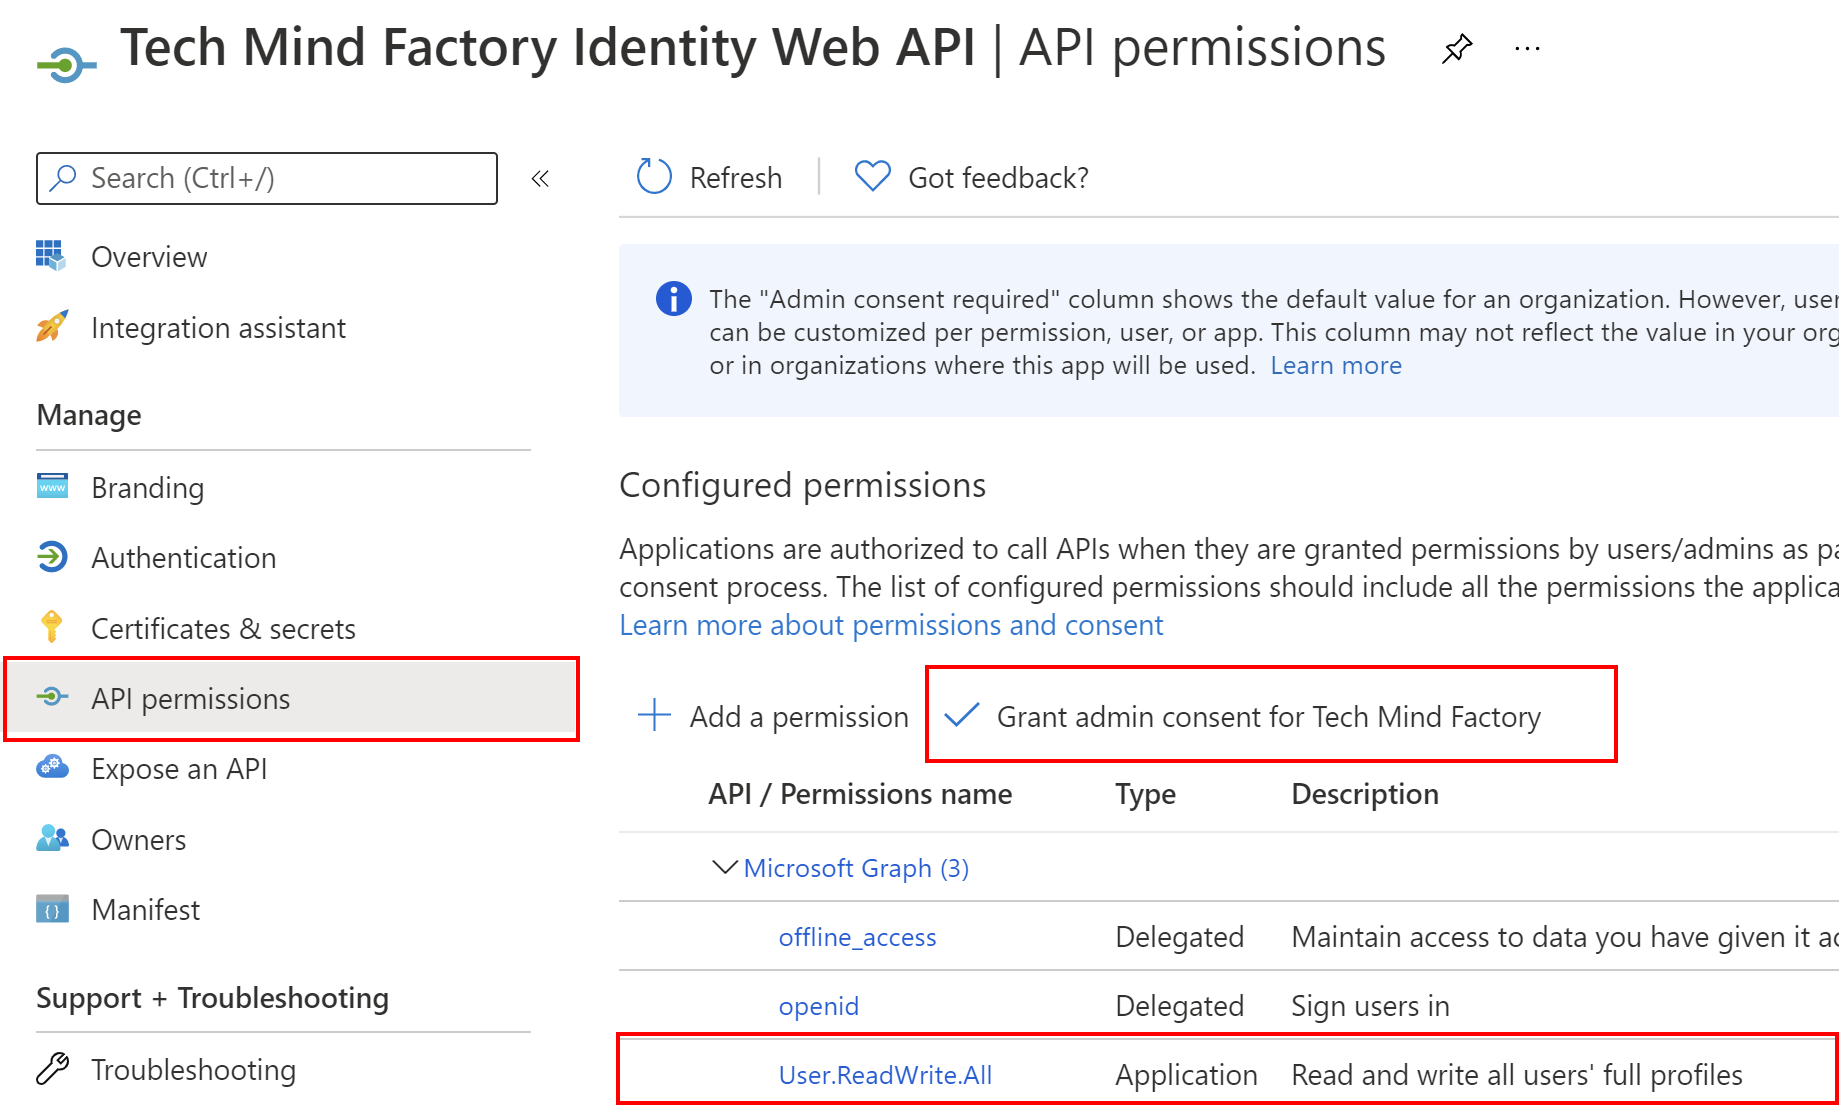 Tech Mind Factory Identity Web API | API permissions
Search (Ctrl+/)
Overview
Integration assistant
Manage
www
Branding
Authentication
Certificates & secrets
API permissions
Expose an API
Owners
Manifest
Support + Troubleshooting
Troubleshooting
Refresh
Got feedback?
The "Admin consent required" column shows the default value for an organization. However, user
can be customized per permission, user, or app. This column may not reflect the value in your org
or in organizations where this app will be used. Learn more
Configured permissions
Applications are authorized to call APIs when they are granted permissions by users/admins as pa
consent process. The list of configured permissions should include all the permissions the applica
Learn more about permissions and consent
Add a permission
Grant admin consent for Tech Mind Factory
API / Permissions name Type Description
Microsoft Graph (3)
offline_access Delegated Maintain access to data you have given it ac
openid Delegated Sign users in
User.ReadWrite.All Application Read and write all users' full profiles